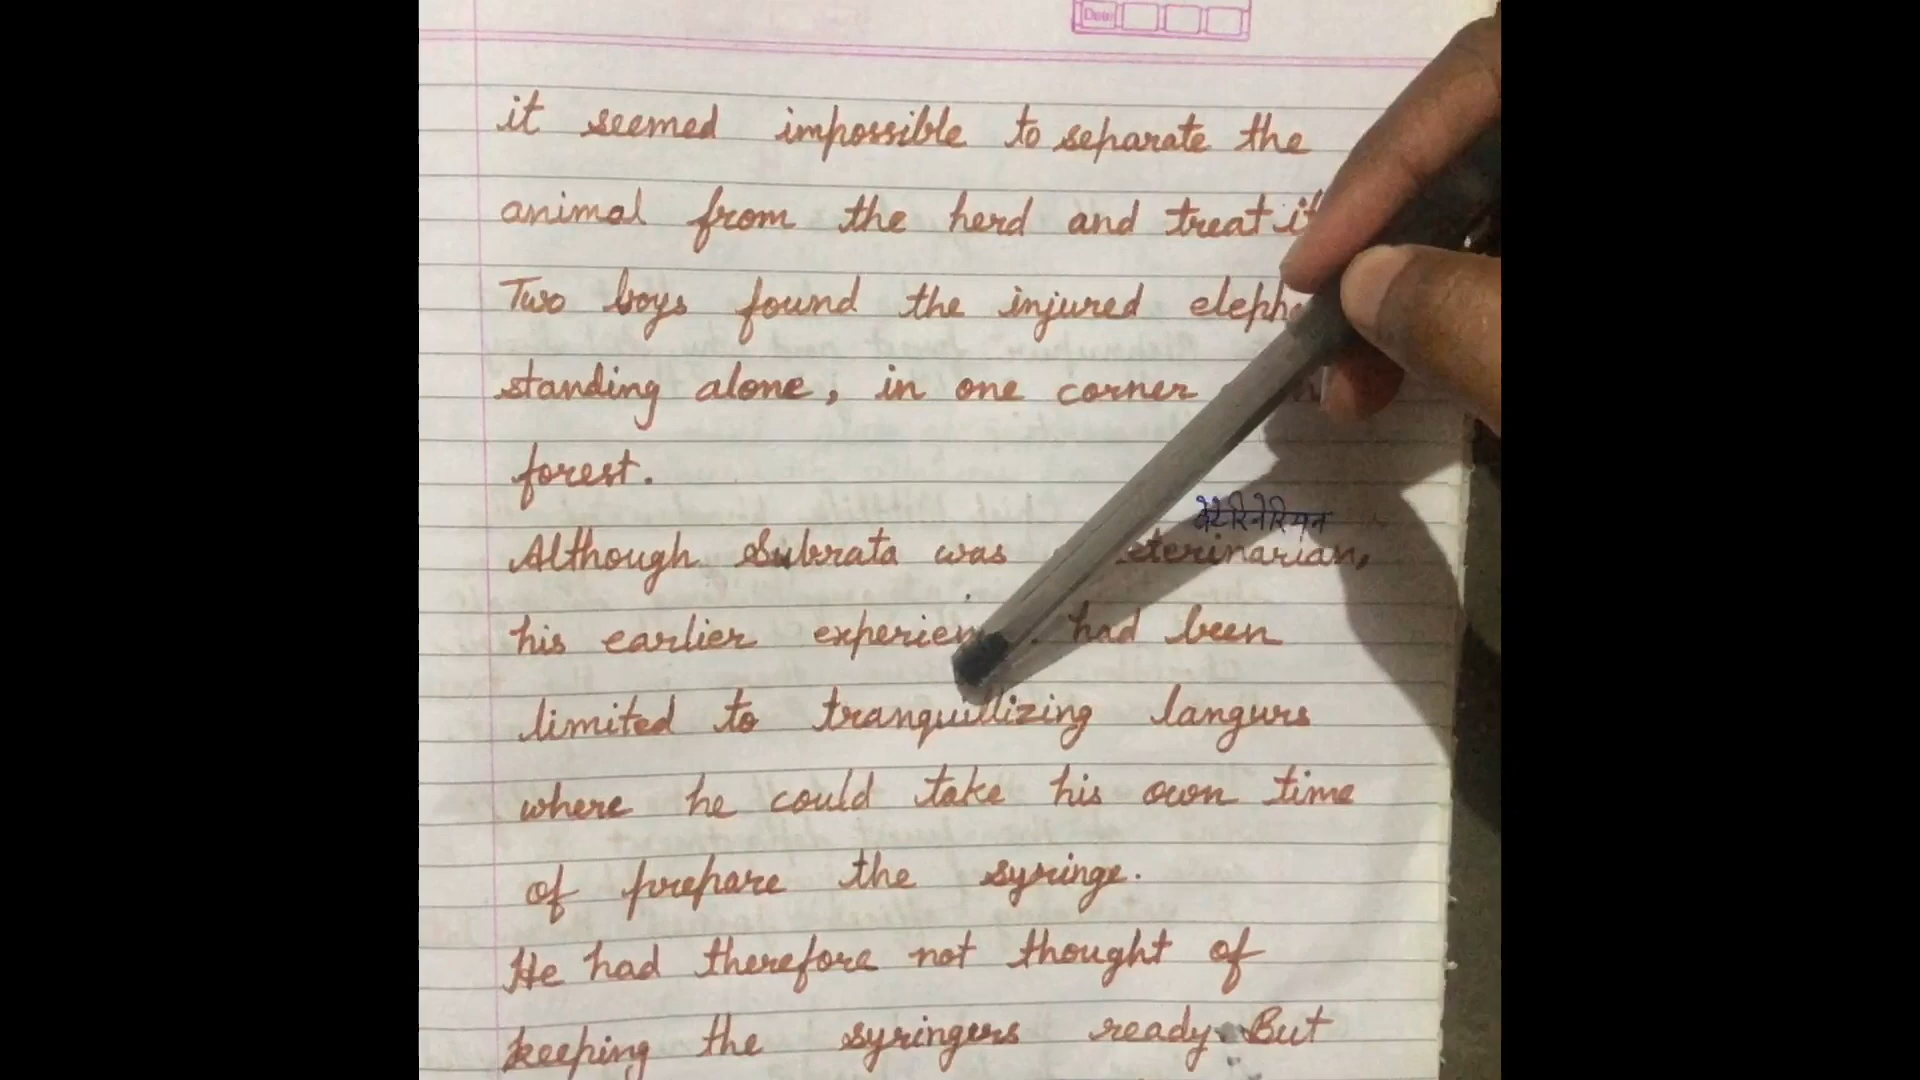 Date
it seemed impossible to separate the
animal from the herd and treat it
Two boys found the injured
standing alone, in one corner
forest.
वेटेरिनेरियन
Although Subrata was
his earlier had been
limited to tranquillizing langurs
where he could take his own time
of prepare the syringe.
He had therefore not thought of
keeping the syringers ready. But